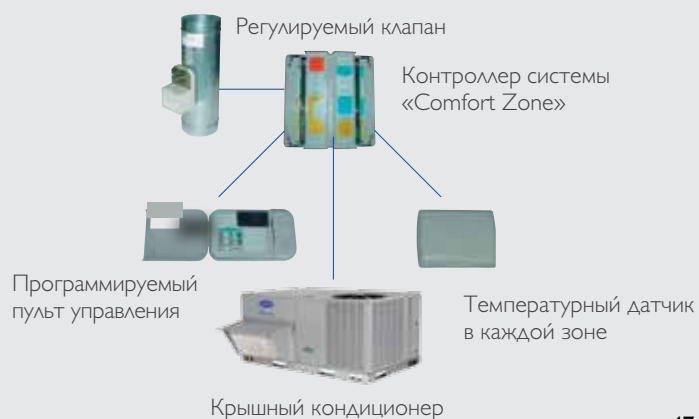 Регулируемый клапан
Контроллер системы
«Comfort Zone»
Программируемый
пульт управления
Температурный датчик
в каждой зоне
Крышный кондиционер